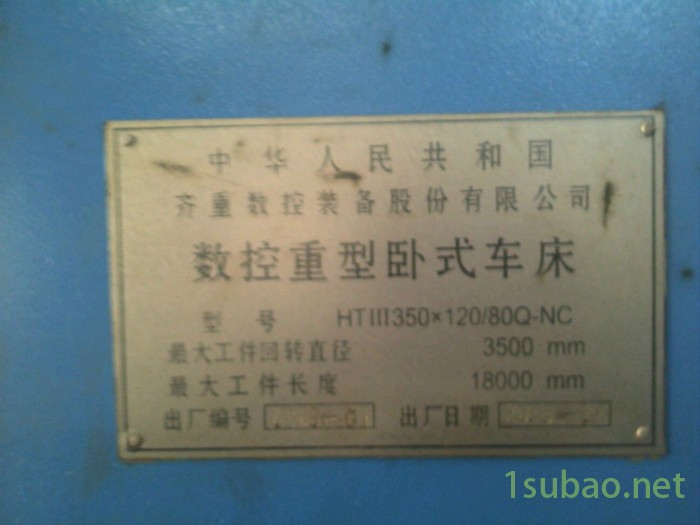 中华人民共和国
齐重数控装备股份有限公司
数控重型卧式车床
型号 HTIII350×120/80Q-NC
最大工件回转直径 3500 mm
最大工件长度 18000 mm
出厂编号 出厂日期
1subao.net